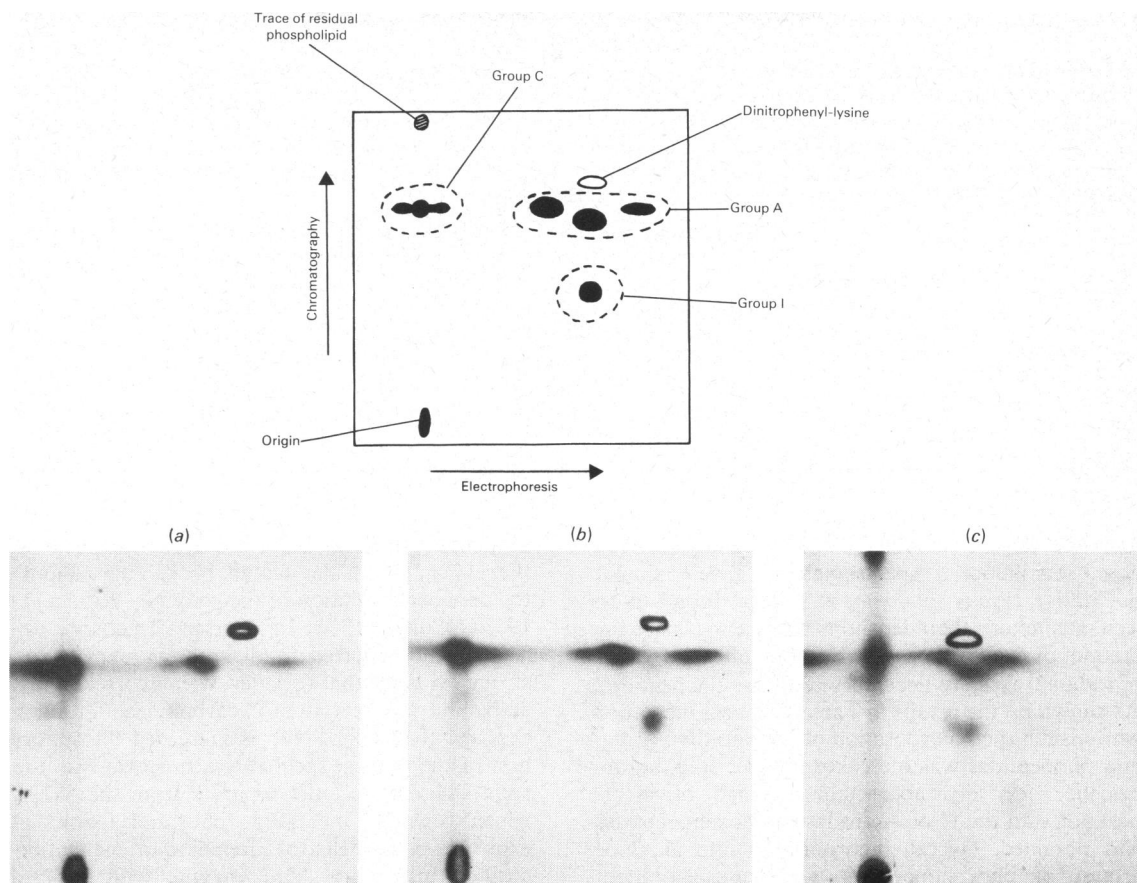 Trace of residual
phospholipid
Group C
Dinitrophenyl-lysine
Group A
Chromatography
Group I
Origin
Electrophoresis
(a)
(b)
(c)